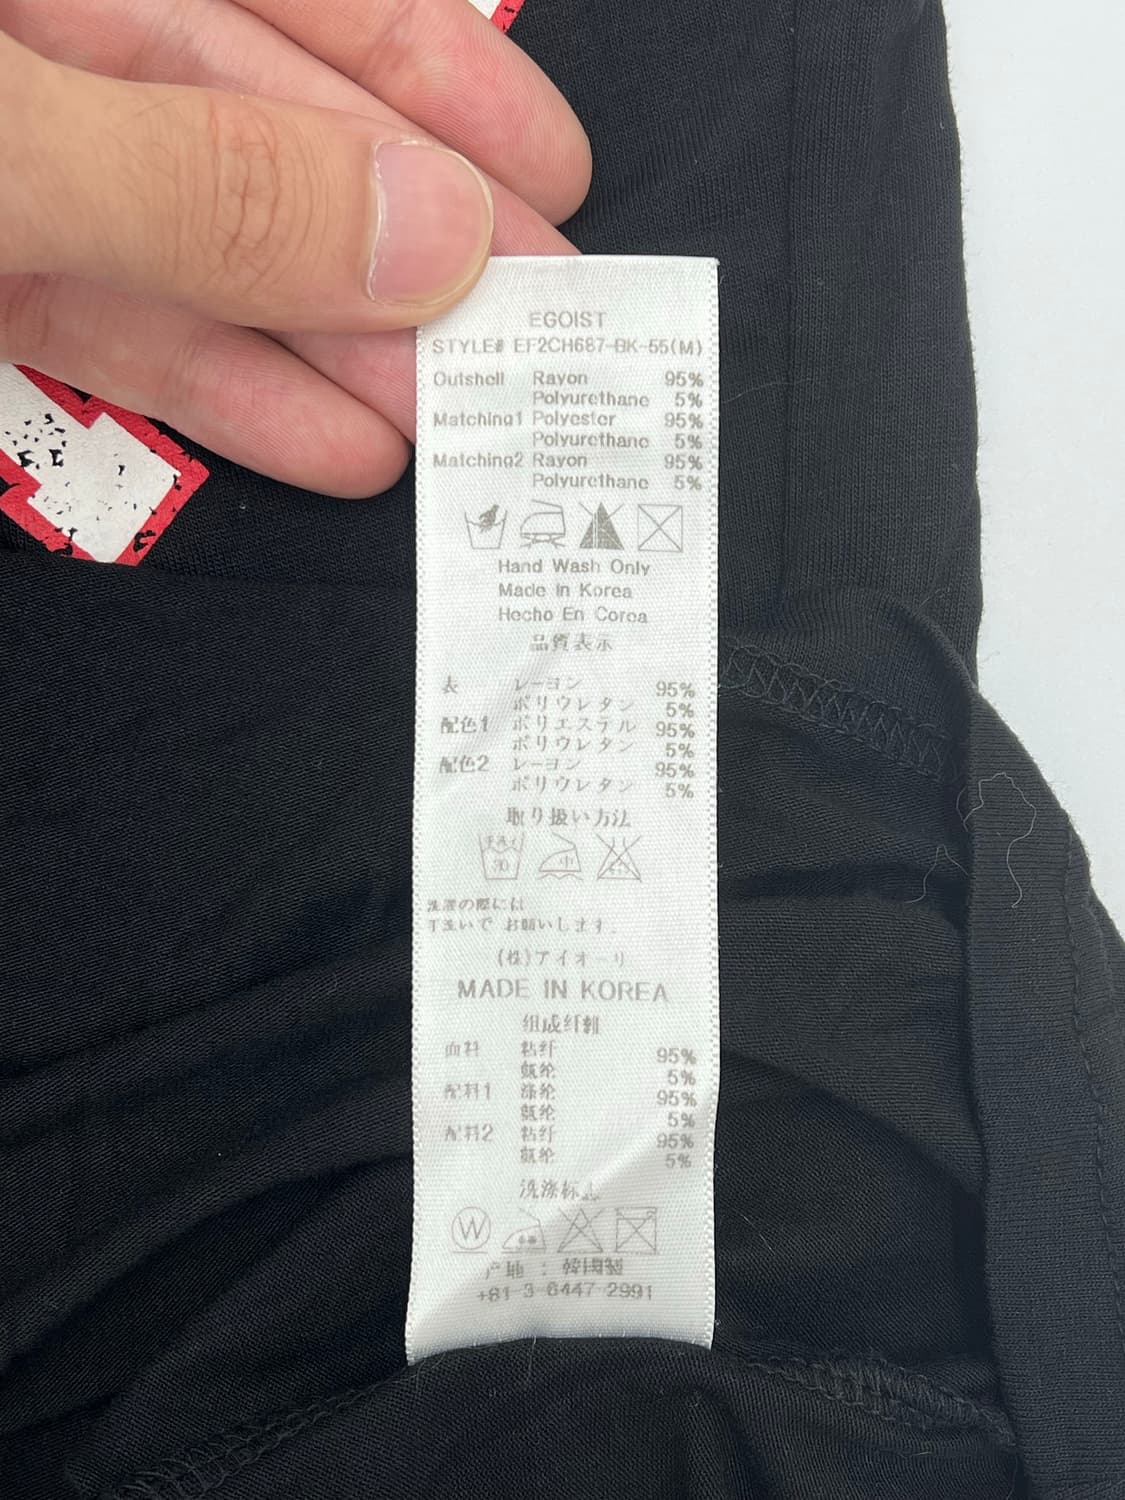 EGOIST
STYLE# EF2CH687-BK-55(M)
Outshell Rayon 95%
Polyurethane 5%
Matching1 Polyester 95%
Polyurethane 5%
Matching2 Rayon 95%
Polyurethane 5%
Hand Wash Only
Made In Korea
Hecho En Corea
品質表示
表 レーヨン 95%
ポリウレタン 5%
配色1 ポリエステル 95%
ポリウレタン 5%
配色2 レーヨン 95%
ポリウレタン 5%
取り扱い方法
手洗イ 30 中
洗濯の際には
手洗いで お願いします.
(株)アイオーリ
MADE IN KOREA
组成纤維
面料 粘纤 95%
氨纶 5%
配料1 涤纶 95%
氨纶 5%
配料2 粘纤 95%
氨纶 5%
洗涤标志
W
产地 : 韓国製
+81-3-6447-2991